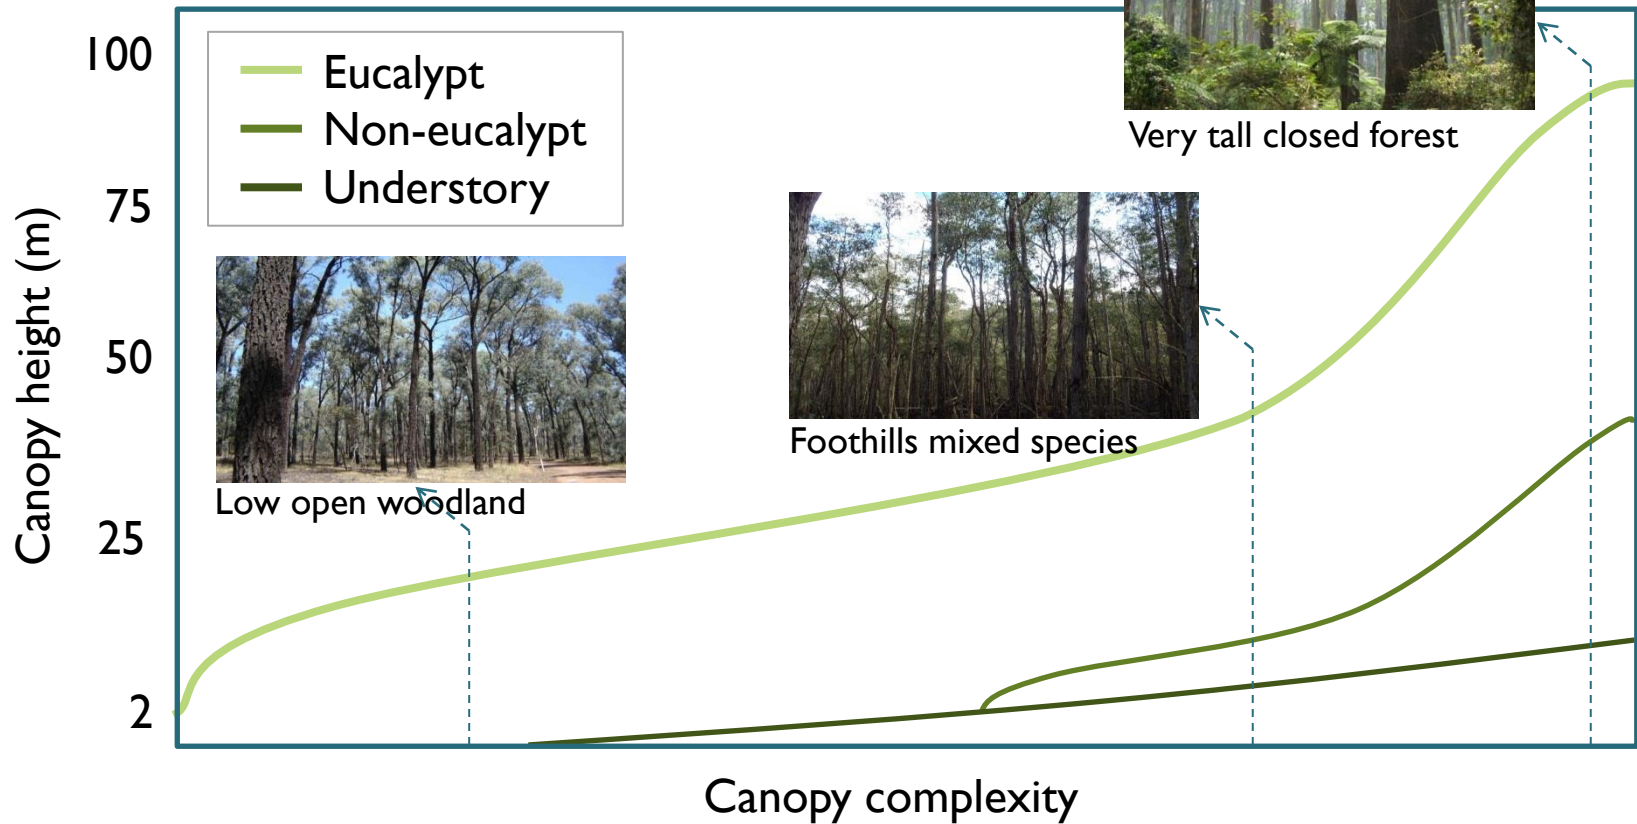 Eucalypt
Non-eucalypt
Understory
100
75
50
25
2
Canopy height (m)
Low open woodland
Foothills mixed species
Very tall closed forest
Canopy complexity